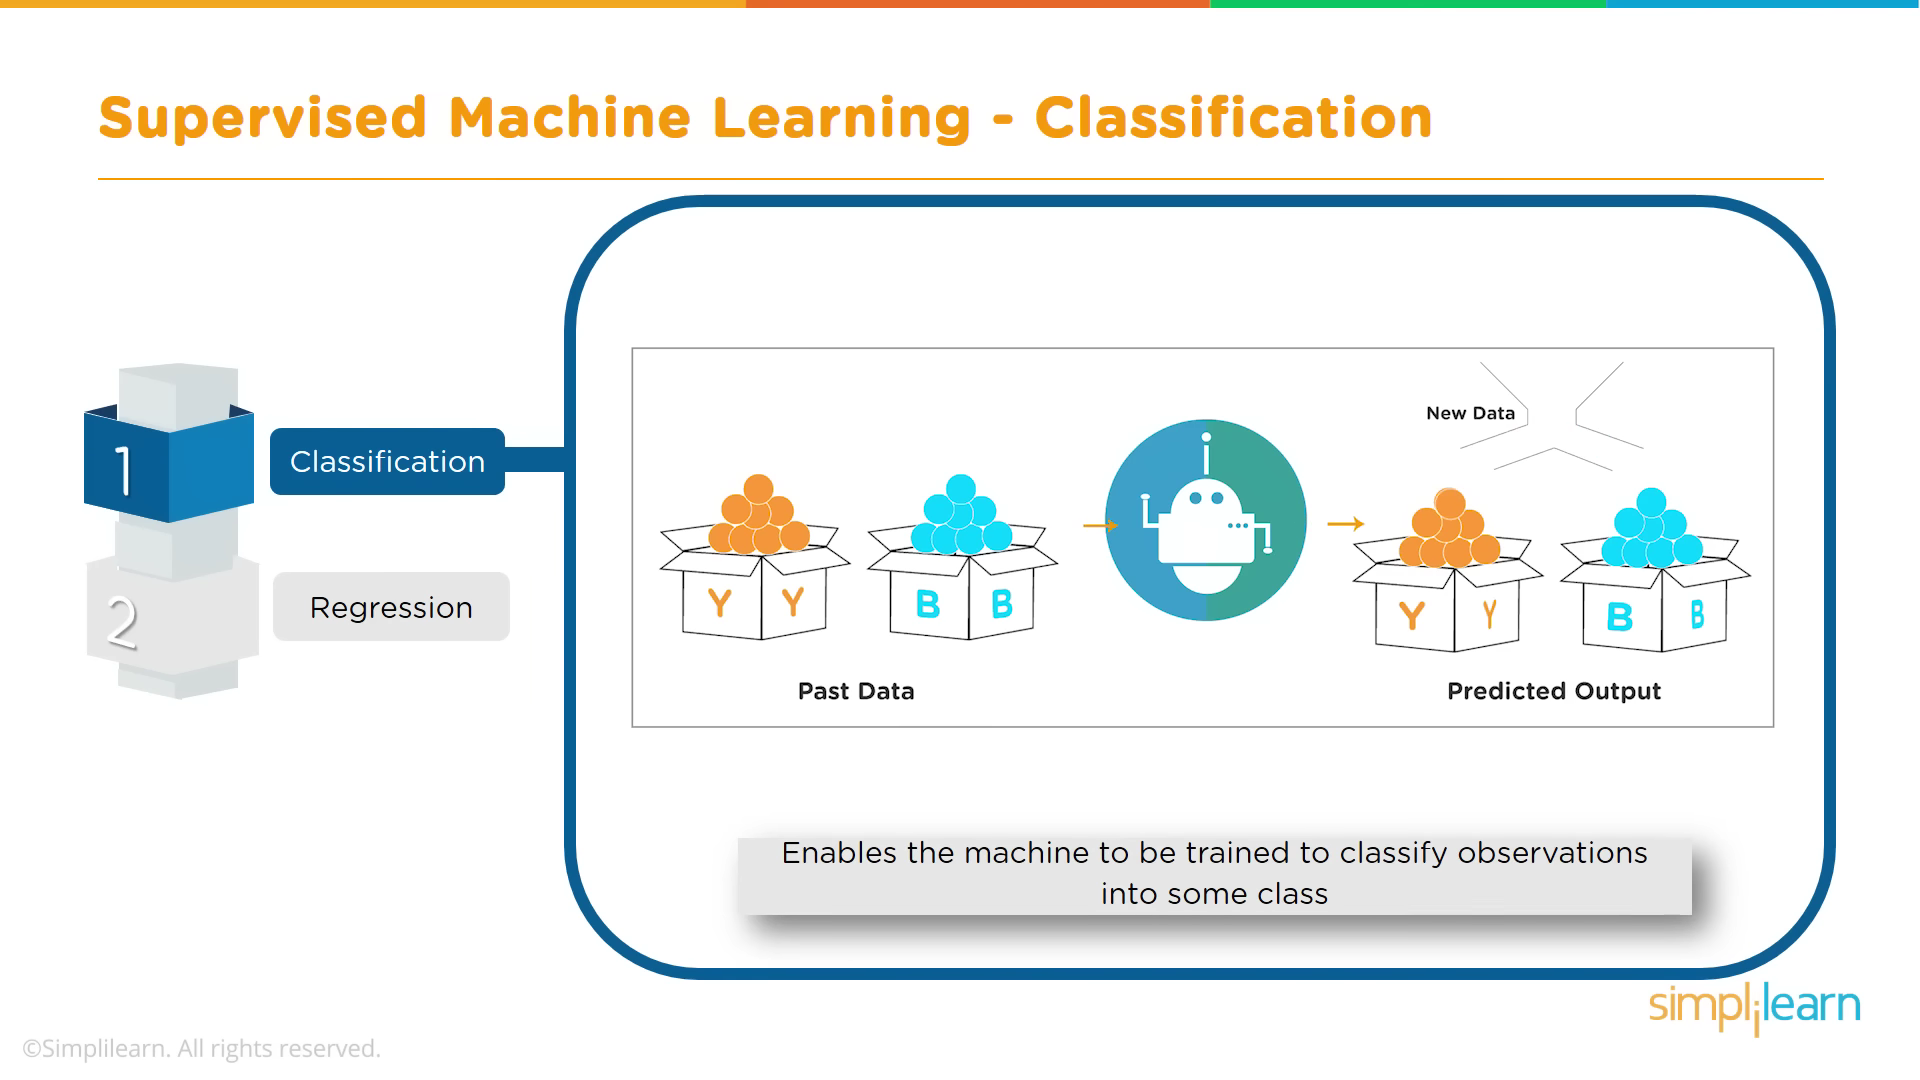 Supervised Machine Learning - Classification
1
Classification
2
Regression
New Data
Y Y
B B
Y Y
B B
Past Data
Predicted Output
Enables the machine to be trained to classify observations
into some class
simplilearn
©Simplilearn. All rights reserved.